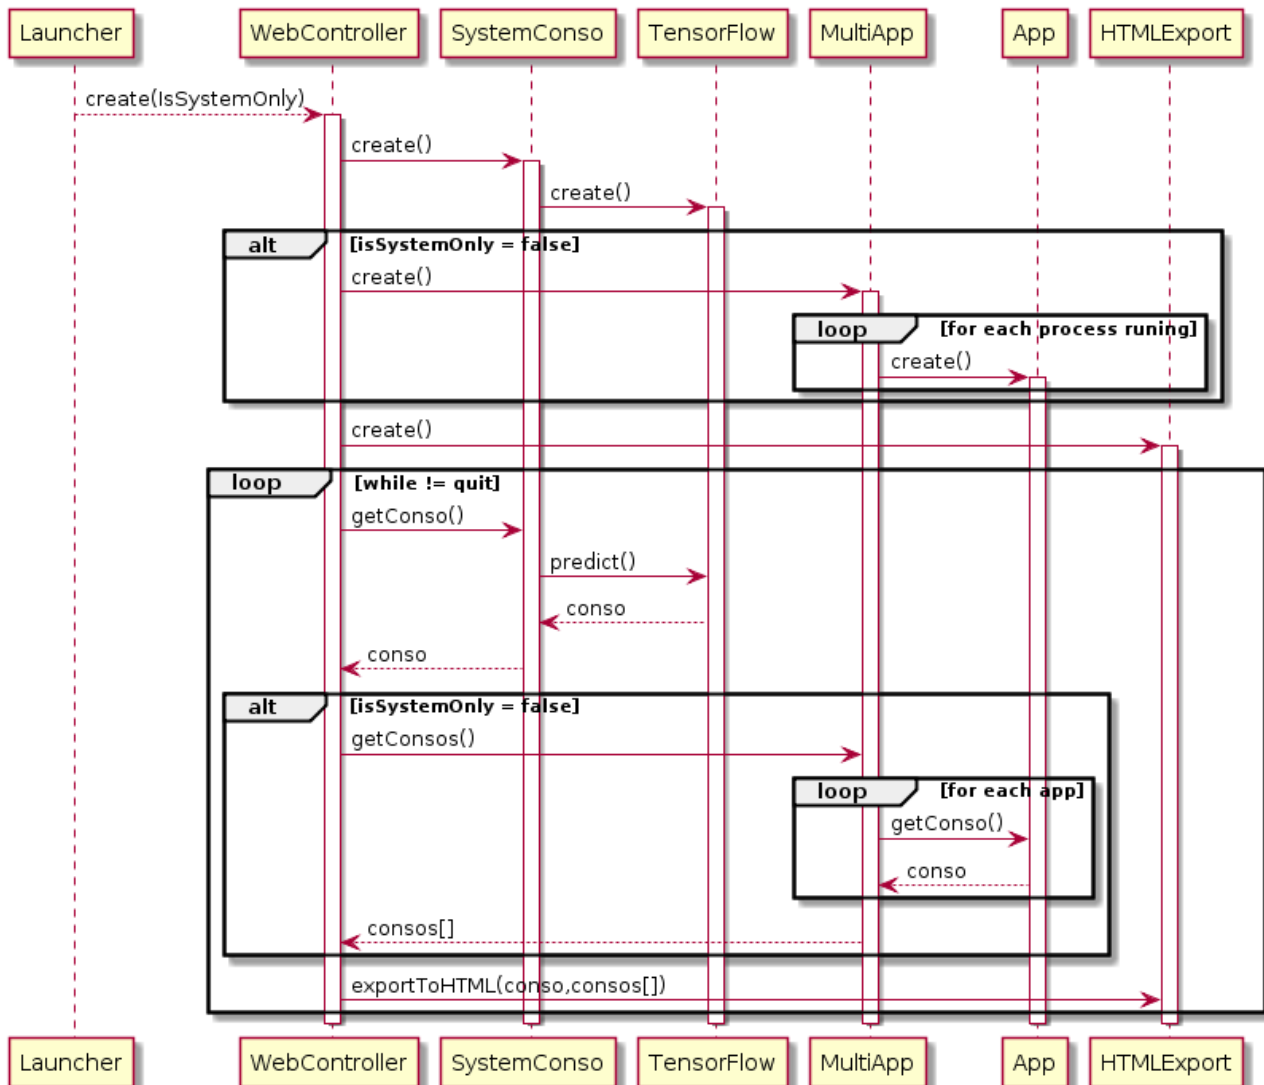 Launcher WebController SystemConso TensorFlow MultiApp App HTMLExport
create(IsSystemOnly)
create()
create()
alt [isSystemOnly = false]
create()
loop [for each process runing]
create()
create()
loop [while != quit]
getConso()
predict()
conso
conso
alt [isSystemOnly = false]
getConsos()
loop [for each app]
getConso()
conso
consos[]
exportToHTML(conso,consos[])
Launcher WebController SystemConso TensorFlow MultiApp App HTMLExport